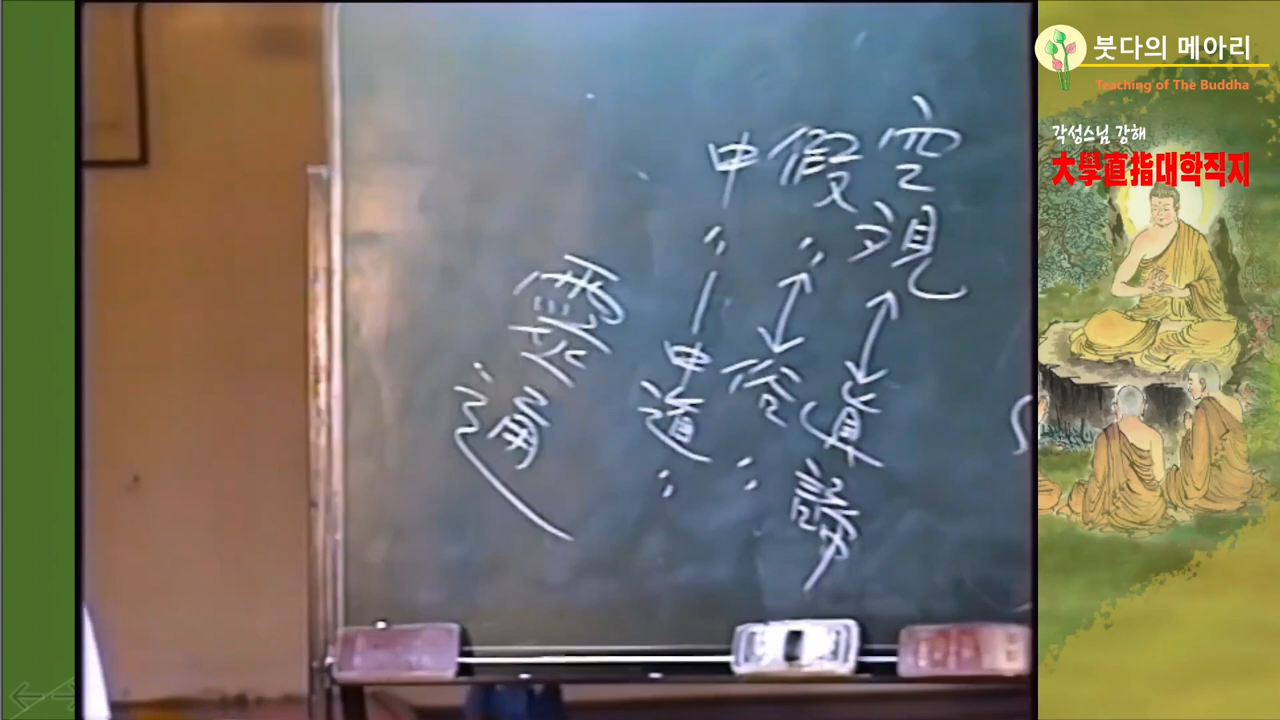 붓다의 메아리
Teaching of The Buddha
각성스님 강해
大學直指대학직지
空覌 ↔ 眞諦
假 〃 ↔ 俗 〃
中 〃 — 中道 〃